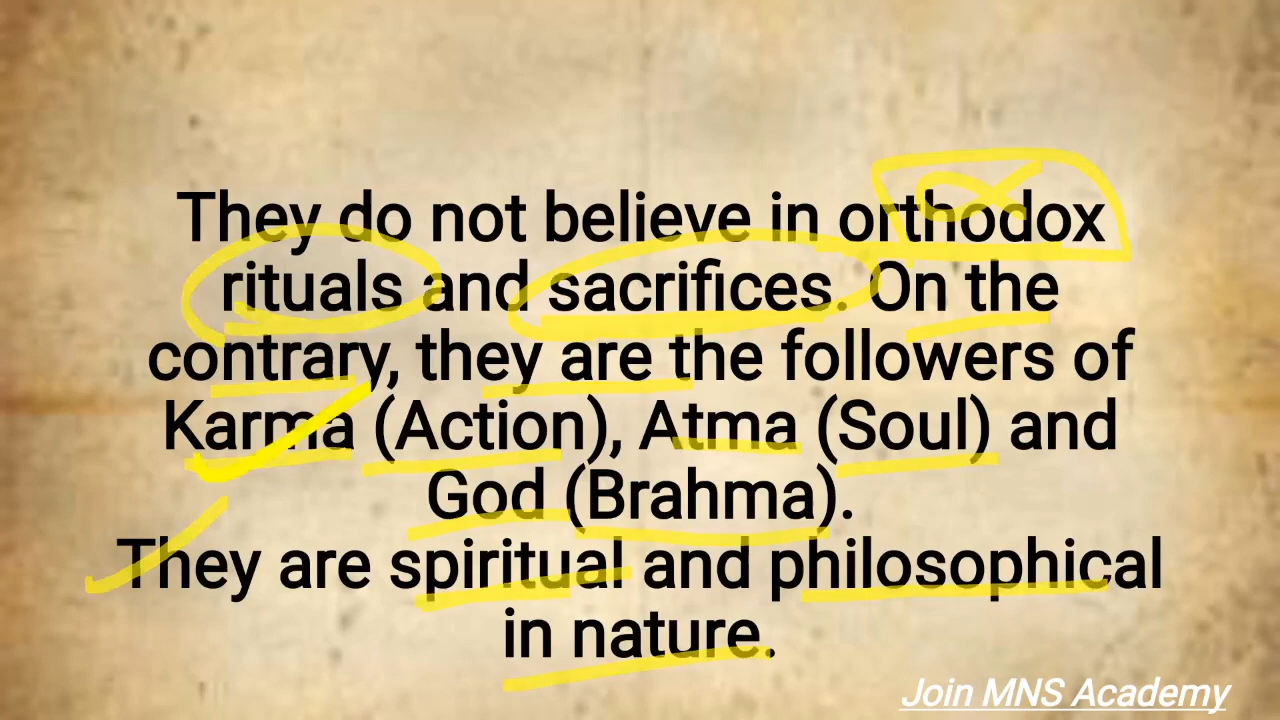 They do not believe in orthodox
rituals and sacrifices. On the
contrary, they are the followers of
Karma (Action), Atma (Soul) and
God (Brahma).
They are spiritual and philosophical
in nature.
Join MNS Academy